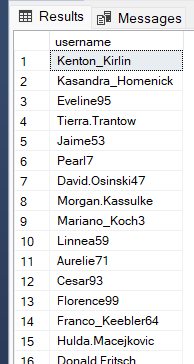 Results Messages
username
1 Kenton_Kirlin
2 Kasandra_Homenick
3 Eveline95
4 Tierra.Trantow
5 Jaime53
6 Pearl7
7 David.Osinski47
8 Morgan.Kassulke
9 Mariano_Koch3
10 Linnea59
11 Aurelie71
12 Cesar93
13 Florence99
14 Franco_Keebler64
15 Hulda.Macejkovic
16 Donald.Fritsch